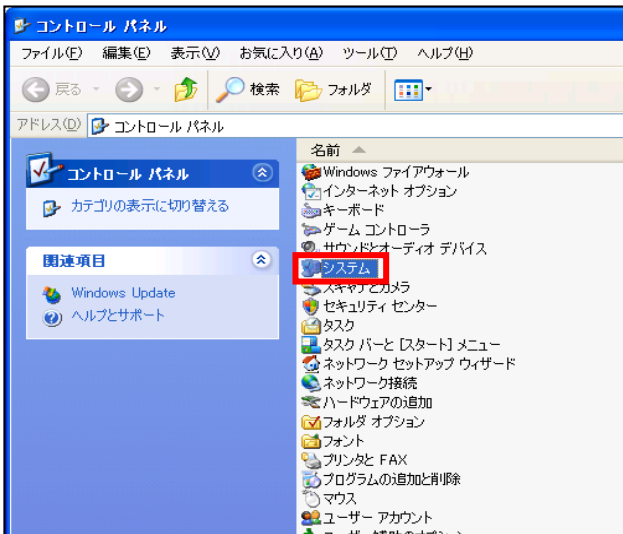 コントロール パネル
ファイル(F) 編集(E) 表示(V) お気に入り(A) ツール(T) ヘルプ(H)
戻る 検索 フォルダ
アドレス(D) コントロール パネル
コントロール パネル
カテゴリの表示に切り替える
関連項目
Windows Update
ヘルプとサポート
名前
Windows ファイアウォール
インターネット オプション
キーボード
ゲーム コントローラ
サウンドとオーディオ デバイス
システム
スキャナとカメラ
セキュリティ センター
タスク
タスク バーと [スタート] メニュー
ネットワーク セットアップ ウィザード
ネットワーク接続
ハードウェアの追加
フォルダ オプション
フォント
プリンタと FAX
プログラムの追加と削除
マウス
ユーザー アカウント